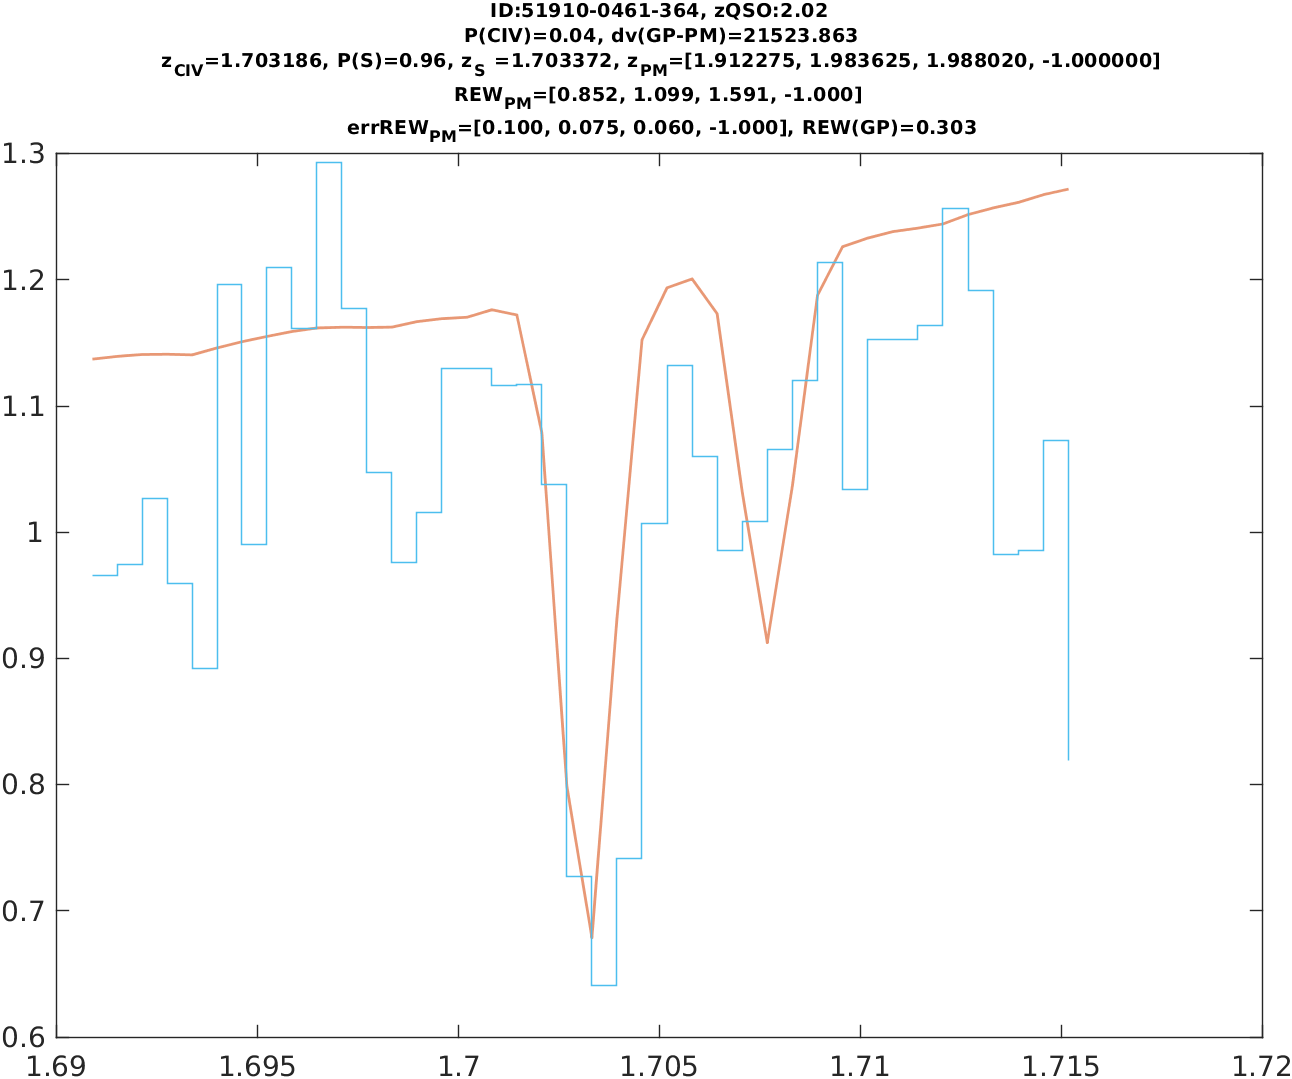 ID:51910-0461-364, zQSO:2.02
P(CIV)=0.04, dv(GP-PM)=21523.863
zCIV=1.703186, P(S)=0.96, zS =1.703372, zPM=[1.912275, 1.983625, 1.988020, -1.000000]
REWPM=[0.852, 1.099, 1.591, -1.000]
errREWPM=[0.100, 0.075, 0.060, -1.000], REW(GP)=0.303
1.3
1.2
1.1
1
0.9
0.8
0.7
0.6
1.69 1.695 1.7 1.705 1.71 1.715 1.72